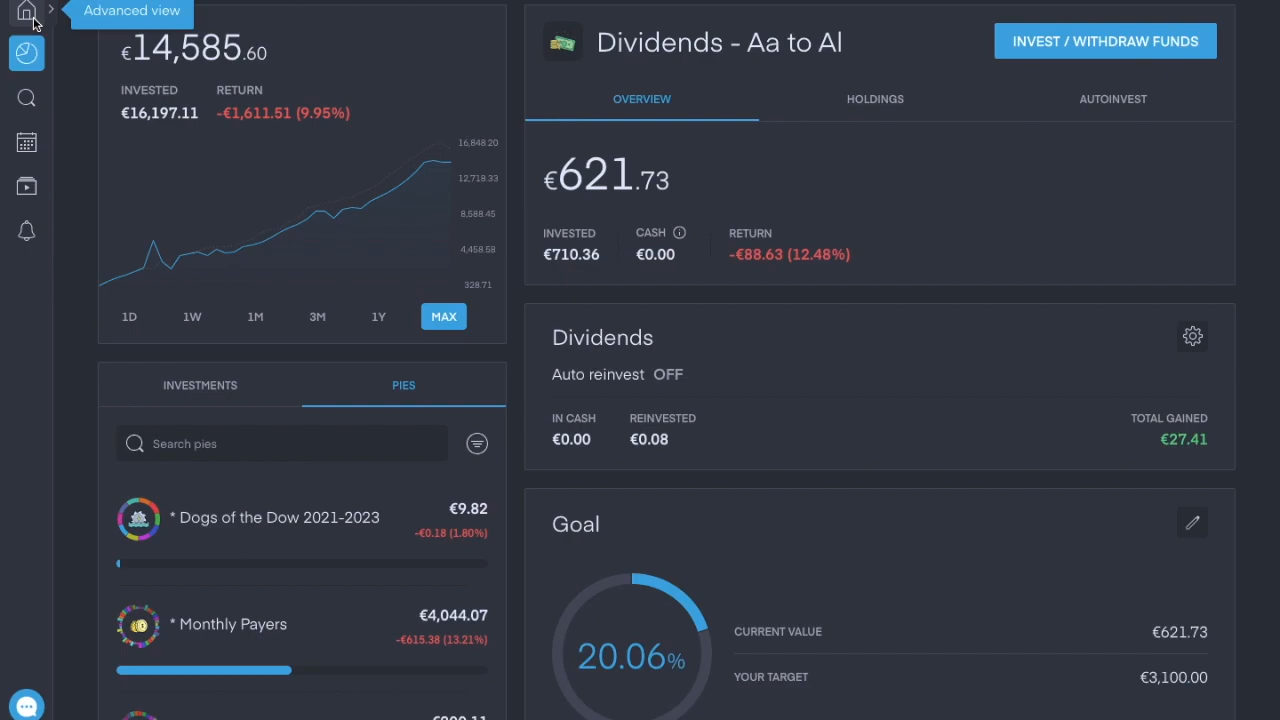 Advanced view
€14,585.60
INVESTED RETURN
€16,197.11 -€1,611.51 (9.95%)
16,848.20
12,718.33
8,588.45
4,458.58
328.71
1D 1W 1M 3M 1Y MAX
INVESTMENTS PIES
Search pies
* Dogs of the Dow 2021-2023
€9.82
-€0.18 (1.80%)
* Monthly Payers
€4,044.07
-€615.38 (13.21%)
Dividends - Aa to Al
INVEST / WITHDRAW FUNDS
OVERVIEW HOLDINGS AUTOINVEST
€621.73
INVESTED CASH RETURN
€710.36 €0.00 -€88.63 (12.48%)
Dividends
Auto reinvest OFF
IN CASH REINVESTED TOTAL GAINED
€0.00 €0.08 €27.41
Goal
20.06%
CURRENT VALUE €621.73
YOUR TARGET €3,100.00